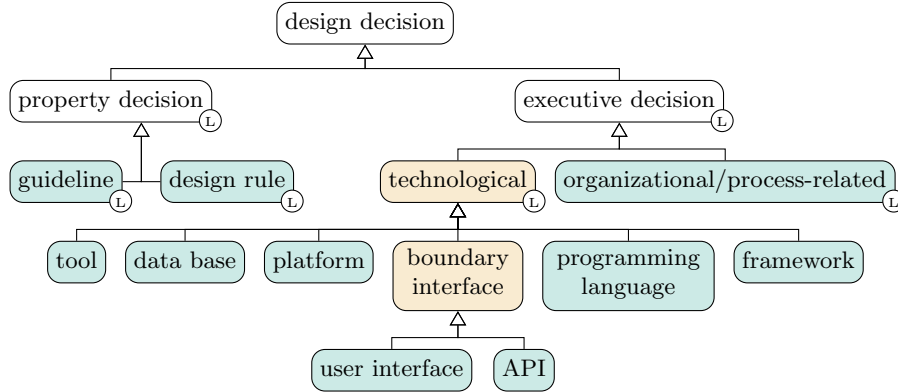 design decision
property decision
L
executive decision
L
guideline
L
design rule
L
technological
L
organizational/process-related
L
tool
data base
platform
boundary
interface
programming
language
framework
user interface
API